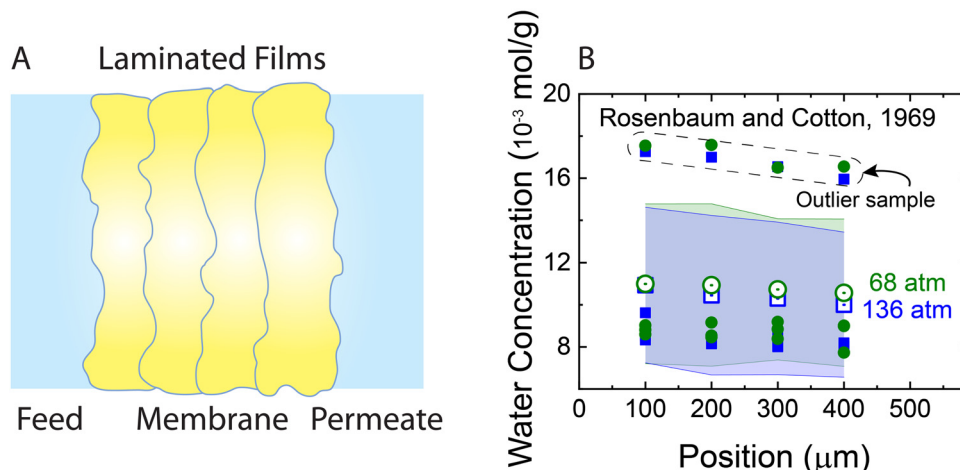 A
Laminated Films
Feed
Membrane
Permeate
B
Water Concentration (10⁻³ mol/g)
20
16
12
8
Rosenbaum and Cotton, 1969
Outlier sample
68 atm
136 atm
0 100 200 300 400 500
Position (μm)